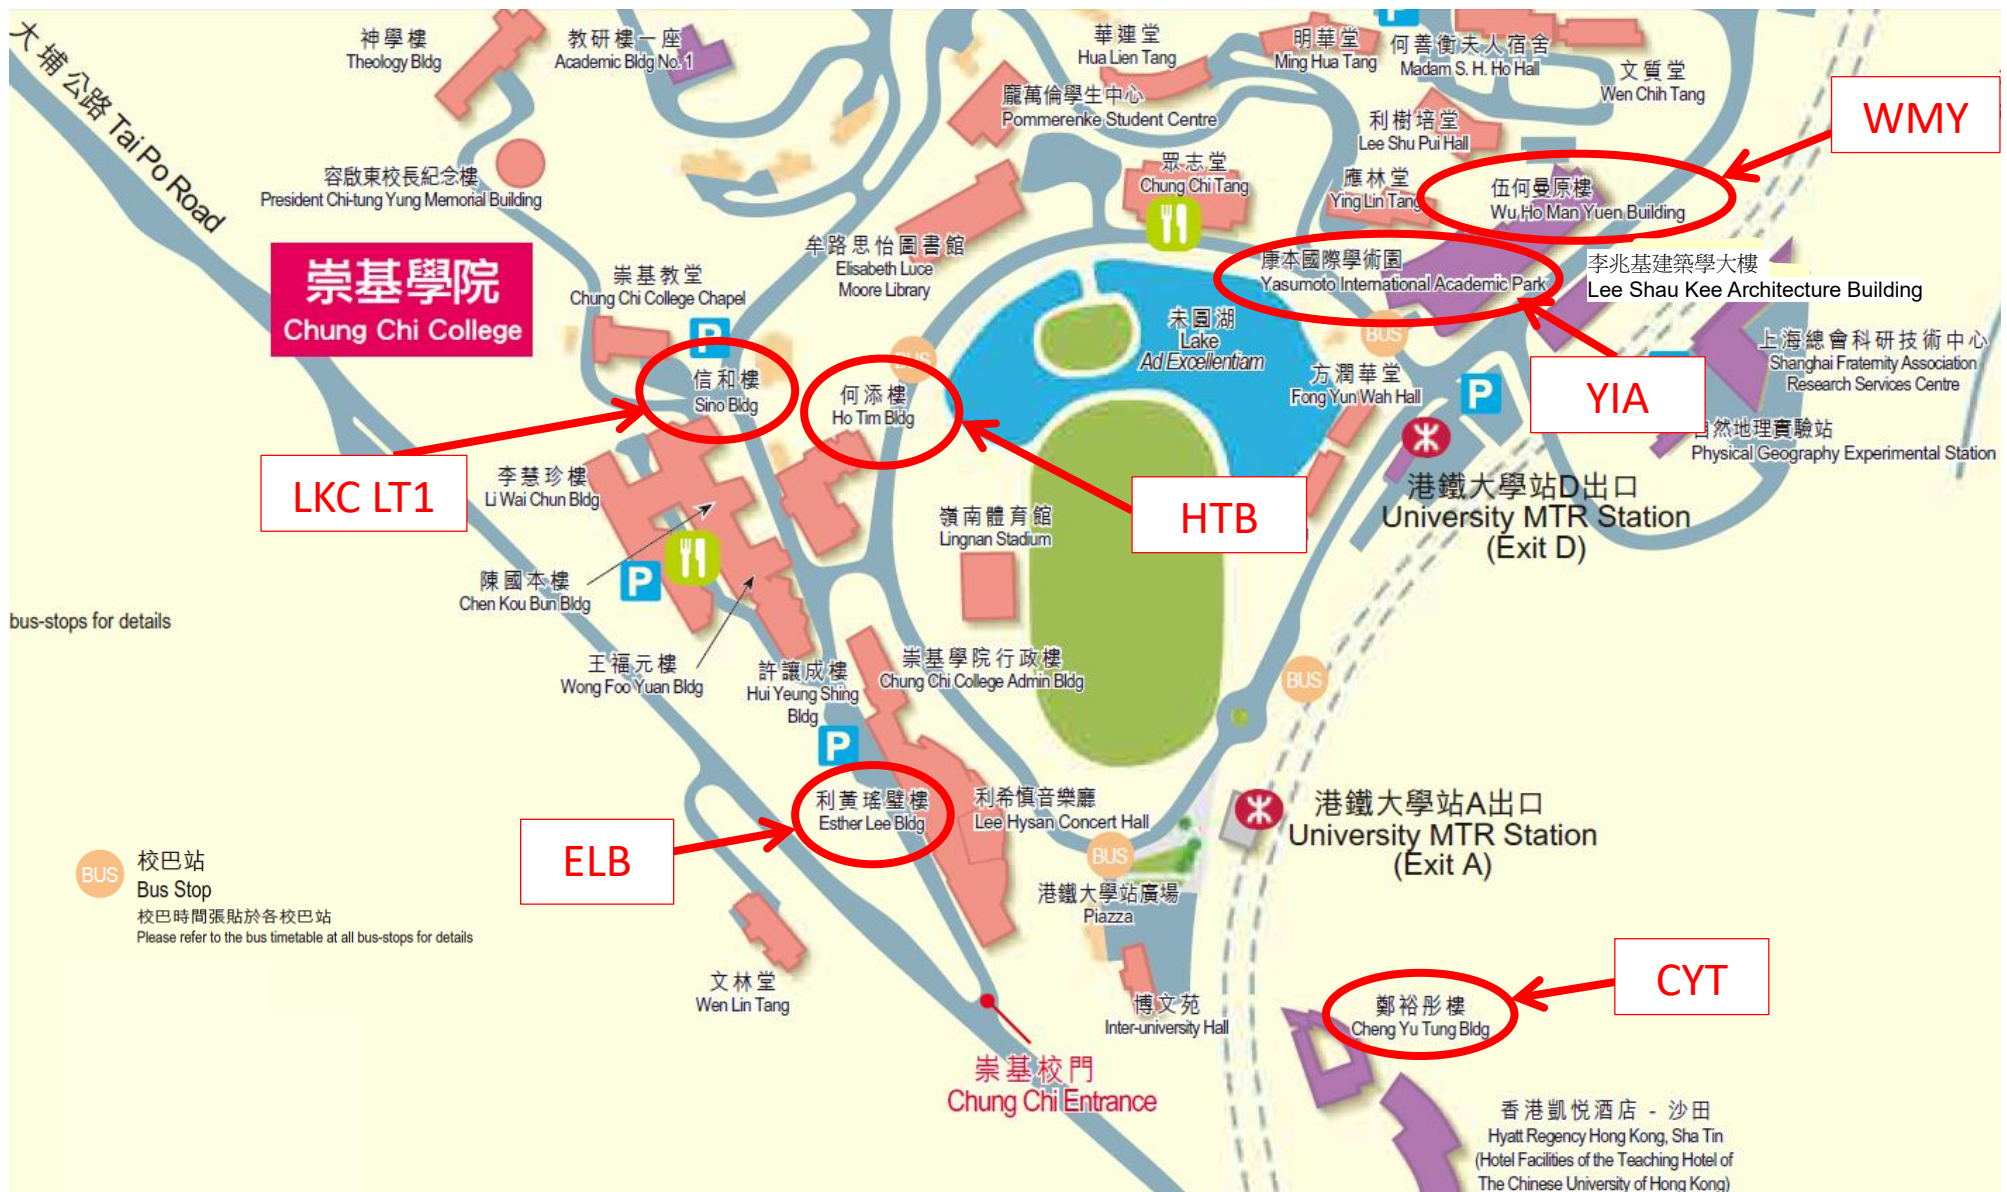 大埔公路 Tai Po Road
神學樓
Theology Bldg
教研樓一座
Academic Bldg No.1
華連堂
Hua Lien Tang
明華堂
Ming Hua Tang
何善衡夫人宿舍
Madam S. H. Ho Hall
文質堂
Wen Chih Tang
WMY
龐萬倫學生中心
Pommerenke Student Centre
利樹培堂
Lee Shu Pui Hall
容啟東校長紀念樓
President Chi-tung Yung Memorial Building
眾志堂
Chung Chi Tang
應林堂
Ying Lin Tang
伍何曼原樓
Wu Ho Man Yuen Building
崇基學院
Chung Chi College
崇基教堂
Chung Chi College Chapel
牟路思怡圖書館
Elisabeth Luce
Moore Library
康本國際學術園
Yasumoto International Academic Park
李兆基建築學大樓
Lee Shau Kee Architecture Building
P
未圓湖
Lake
Ad Excellentiam
BUS
BUS
上海總會科研技術中心
Shanghai Fraternity Association
Research Services Centre
信和樓
Sino Bldg
何添樓
Ho Tim Bldg
方潤華堂
Fong Yun Wah Hall
P
YIA
然地理實驗站
Physical Geography Experimental Station
LKC LT1
李慧珍樓
Li Wai Chun Bldg
HTB
嶺南體育館
Lingnan Stadium
港鐵大學站D出口
University MTR Station
(Exit D)
陳國本樓
Chen Kou Bun Bldg
P
bus-stops for details
王福元樓
Wong Foo Yuan Bldg
許讓成樓
Hui Yeung Shing
Bldg
崇基學院行政樓
Chung Chi College Admin Bldg
BUS
P
利黃瑤璧樓
Esther Lee Bldg
利希慎音樂廳
Lee Hysan Concert Hall
港鐵大學站A出口
University MTR Station
(Exit A)
ELB
BUS
校巴站
Bus Stop
校巴時間張貼於各校巴站
Please refer to the bus timetable at all bus-stops for details
BUS
港鐵大學站廣場
Piazza
文林堂
Wen Lin Tang
博文苑
Inter-university Hall
CYT
鄭裕彤樓
Cheng Yu Tung Bldg
崇基校門
Chung Chi Entrance
香港凱悅酒店 - 沙田
Hyatt Regency Hong Kong, Sha Tin
(Hotel Facilities of the Teaching Hotel of
The Chinese University of Hong Kong)